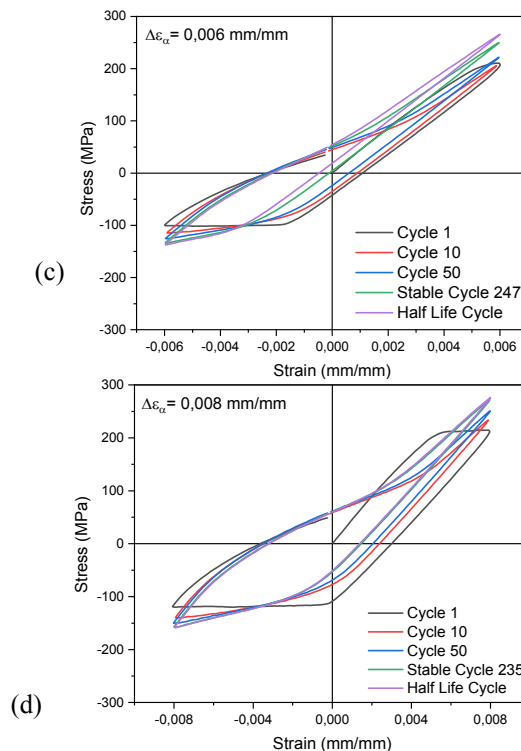 Δεα = 0,006 mm/mm
300
200
100
0
-100
-200
-300
Stress (MPa)
Cycle 1
Cycle 10
Cycle 50
Stable Cycle 247
Half Life Cycle
-0,006 -0,004 -0,002 0,000 0,002 0,004 0,006
Strain (mm/mm)
(c)
Δεα = 0,008 mm/mm
300
200
100
0
-100
-200
-300
Stress (MPa)
Cycle 1
Cycle 10
Cycle 50
Stable Cycle 235
Half Life Cycle
-0,008 -0,004 0,000 0,004 0,008
Strain (mm/mm)
(d)